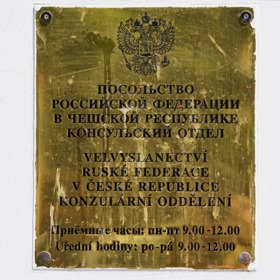 ПОСОЛЬСТВО
РОССИЙСКОЙ ФЕДЕРАЦИИ
В ЧЕШСКОЙ РЕСПУБЛИКЕ
КОНСУЛЬСКИЙ ОТДЕЛ
VELVYSLANECTVÍ
RUSKÉ FEDERACE
V ČESKÉ REPUBLICE
KONZULÁRNÍ ODDĚLENÍ
Приёмные часы: пн-пт 9.00-12.00
Úřední hodiny: po-pá 9.00-12.00